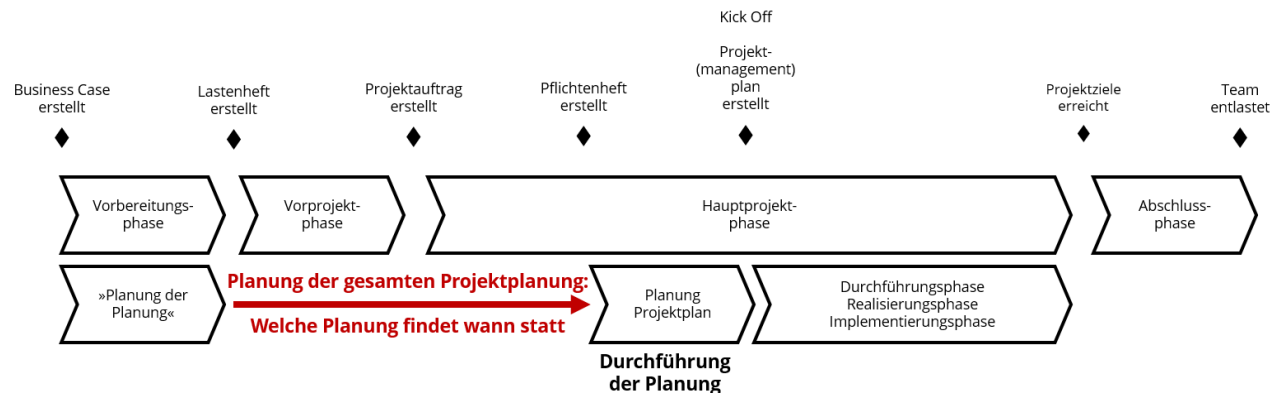 Kick Off
Projekt-
(management)
plan
erstellt
Business Case
erstellt
Lastenheft
erstellt
Projektauftrag
erstellt
Pflichtenheft
erstellt
Projektziele
erreicht
Team
entlastet
Vorbereitungs-
phase
Vorprojekt-
phase
Hauptprojekt-
phase
Abschluss-
phase
»Planung der
Planung«
Planung der gesamten Projektplanung:
Welche Planung findet wann statt
Planung
Projektplan
Durchführungsphase
Realisierungsphase
Implementierungsphase
Durchführung
der Planung